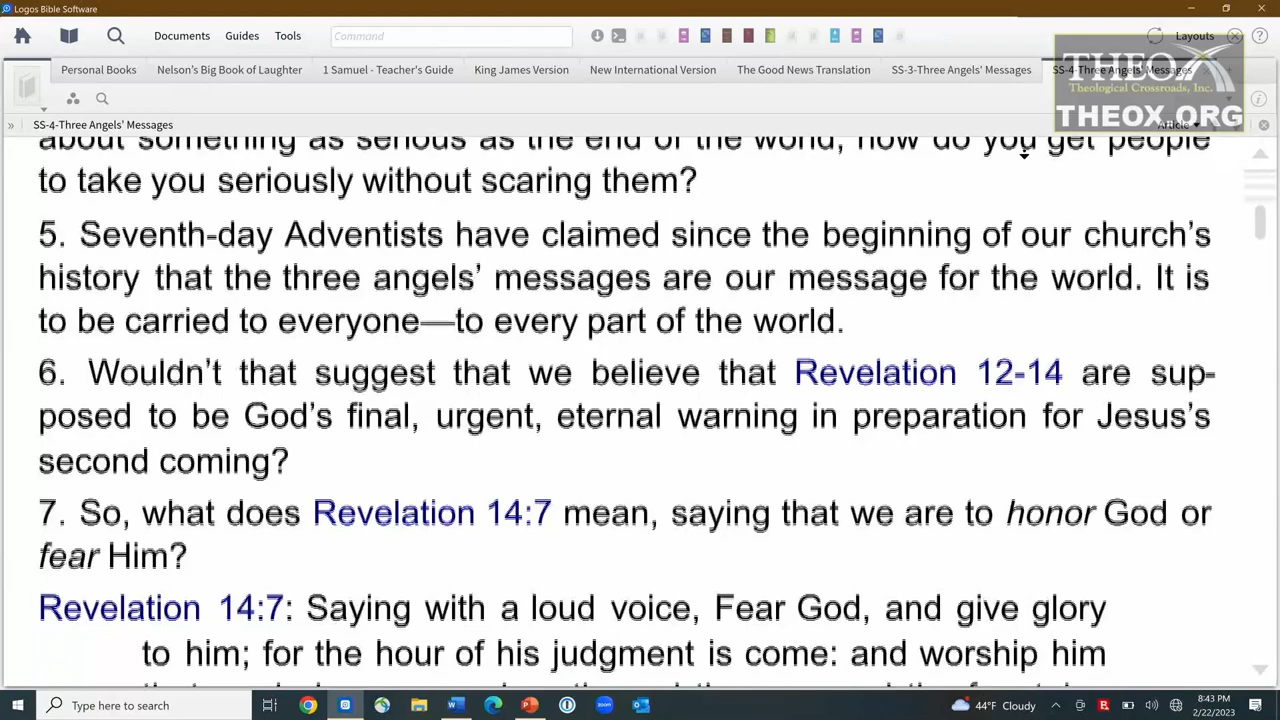 Logos Bible Software
Documents Guides Tools Command Layouts
Personal Books Nelson's Big Book of Laughter 1 Samuel King James Version New International Version The Good News Translation SS-3-Three Angels' Messages SS-4-Three Angels' Messages
THEOX
Theological Crossroads, Inc.
THEOX.ORG
SS-4-Three Angels' Messages Article
about something as serious as the end of the world, how do you get people
to take you seriously without scaring them?
5. Seventh-day Adventists have claimed since the beginning of our church's
history that the three angels' messages are our message for the world. It is
to be carried to everyone—to every part of the world.
6. Wouldn't that suggest that we believe that Revelation 12-14 are sup-
posed to be God's final, urgent, eternal warning in preparation for Jesus's
second coming?
7. So, what does Revelation 14:7 mean, saying that we are to honor God or
fear Him?
Revelation 14:7: Saying with a loud voice, Fear God, and give glory
to him; for the hour of his judgment is come: and worship him
Type here to search
zoom
44°F Cloudy
8:43 PM
2/22/2023